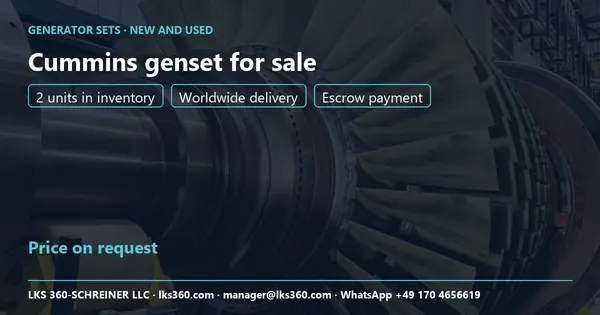 GENERATOR SETS · NEW AND USED
Cummins genset for sale
2 units in inventory Worldwide delivery Escrow payment
Price on request
LKS 360-SCHREINER LLC · lks360.com · manager@lks360.com · WhatsApp +49 170 4656619